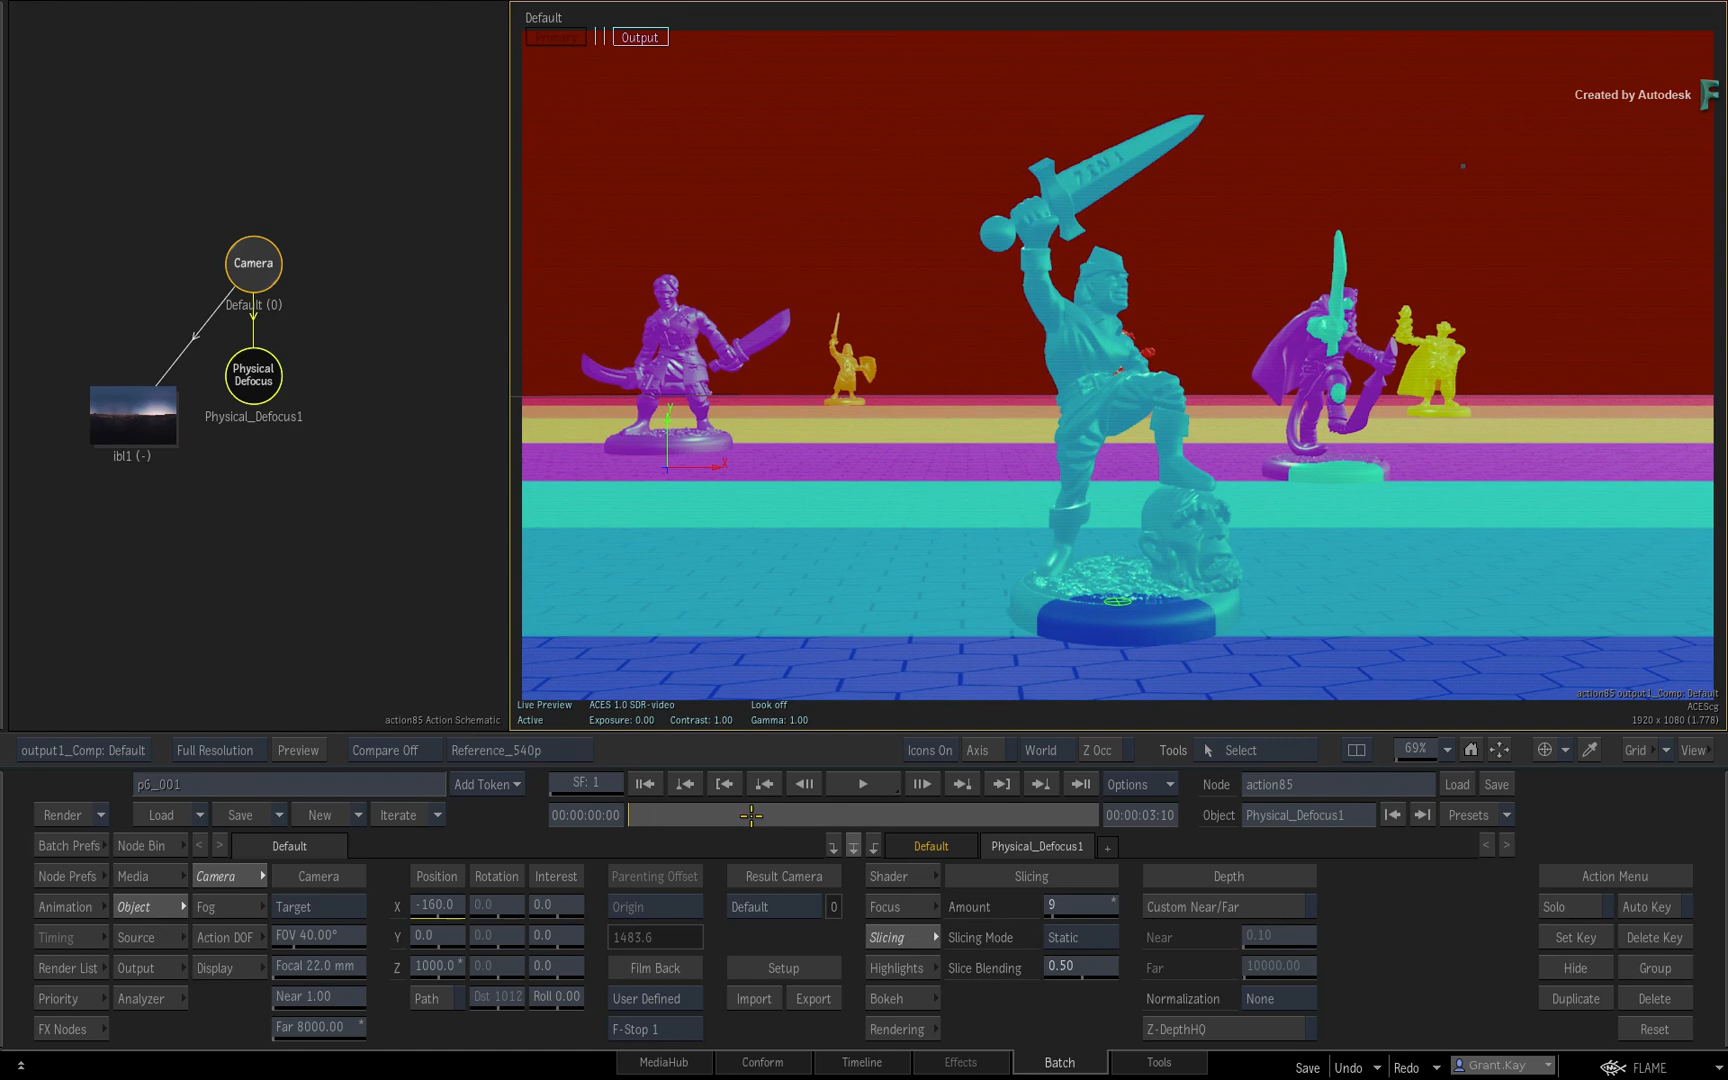 Default
Primary
Output
Created by Autodesk
Camera
Default (0)
Physical
Defocus
Physical_Defocus1
ibl1 (-)
action85 Action Schematic
Y
X
Live Preview ACES 1.0 SDR-video Look off
Active Exposure: 0.00 Contrast: 1.00 Gamma: 1.00
action85 output1_Comp: Default
ACEScg
1920 x 1080 (1.778)
output1_Comp: Default Full Resolution Preview Compare Off Reference_540p Icons On Axis World Z Occ Tools Select 69% Grid View
p6_001 Add Token SF: 1 Options Node action85 Load Save
Render Load Save New Iterate 00:00:00:00 00:00:03:10 Object Physical_Defocus1 Presets
Batch Prefs Node Bin < > Default Default Physical_Defocus1 + < >
Node Prefs Media Camera Camera Position Rotation Interest Parenting Offset Result Camera Shader Slicing Depth Action Menu
Animation Object Fog Target X -160.0 0.0 0.0 Origin Default 0 Focus Amount 9 Custom Near/Far Solo Auto Key
Timing Source Action DOF FOV 40.00° Y 0.0 0.0 0.0 1483.6 Slicing Slicing Mode Static Near 0.10 Set Key Delete Key
Render List Output Display Focal 22.0 mm Z 1000.0 0.0 0.0 Film Back Setup Highlights Slice Blending 0.50 Far 10000.00 Hide Group
Priority Analyzer Near 1.00 Path Dst 1012 Roll 0.00 User Defined Import Export Bokeh Normalization None Duplicate Delete
FX Nodes Far 8000.00 F-Stop 1 Rendering Z-DepthHQ Reset
MediaHub Conform Timeline Effects Batch Tools Save Undo Redo Grant.Kay FLAME